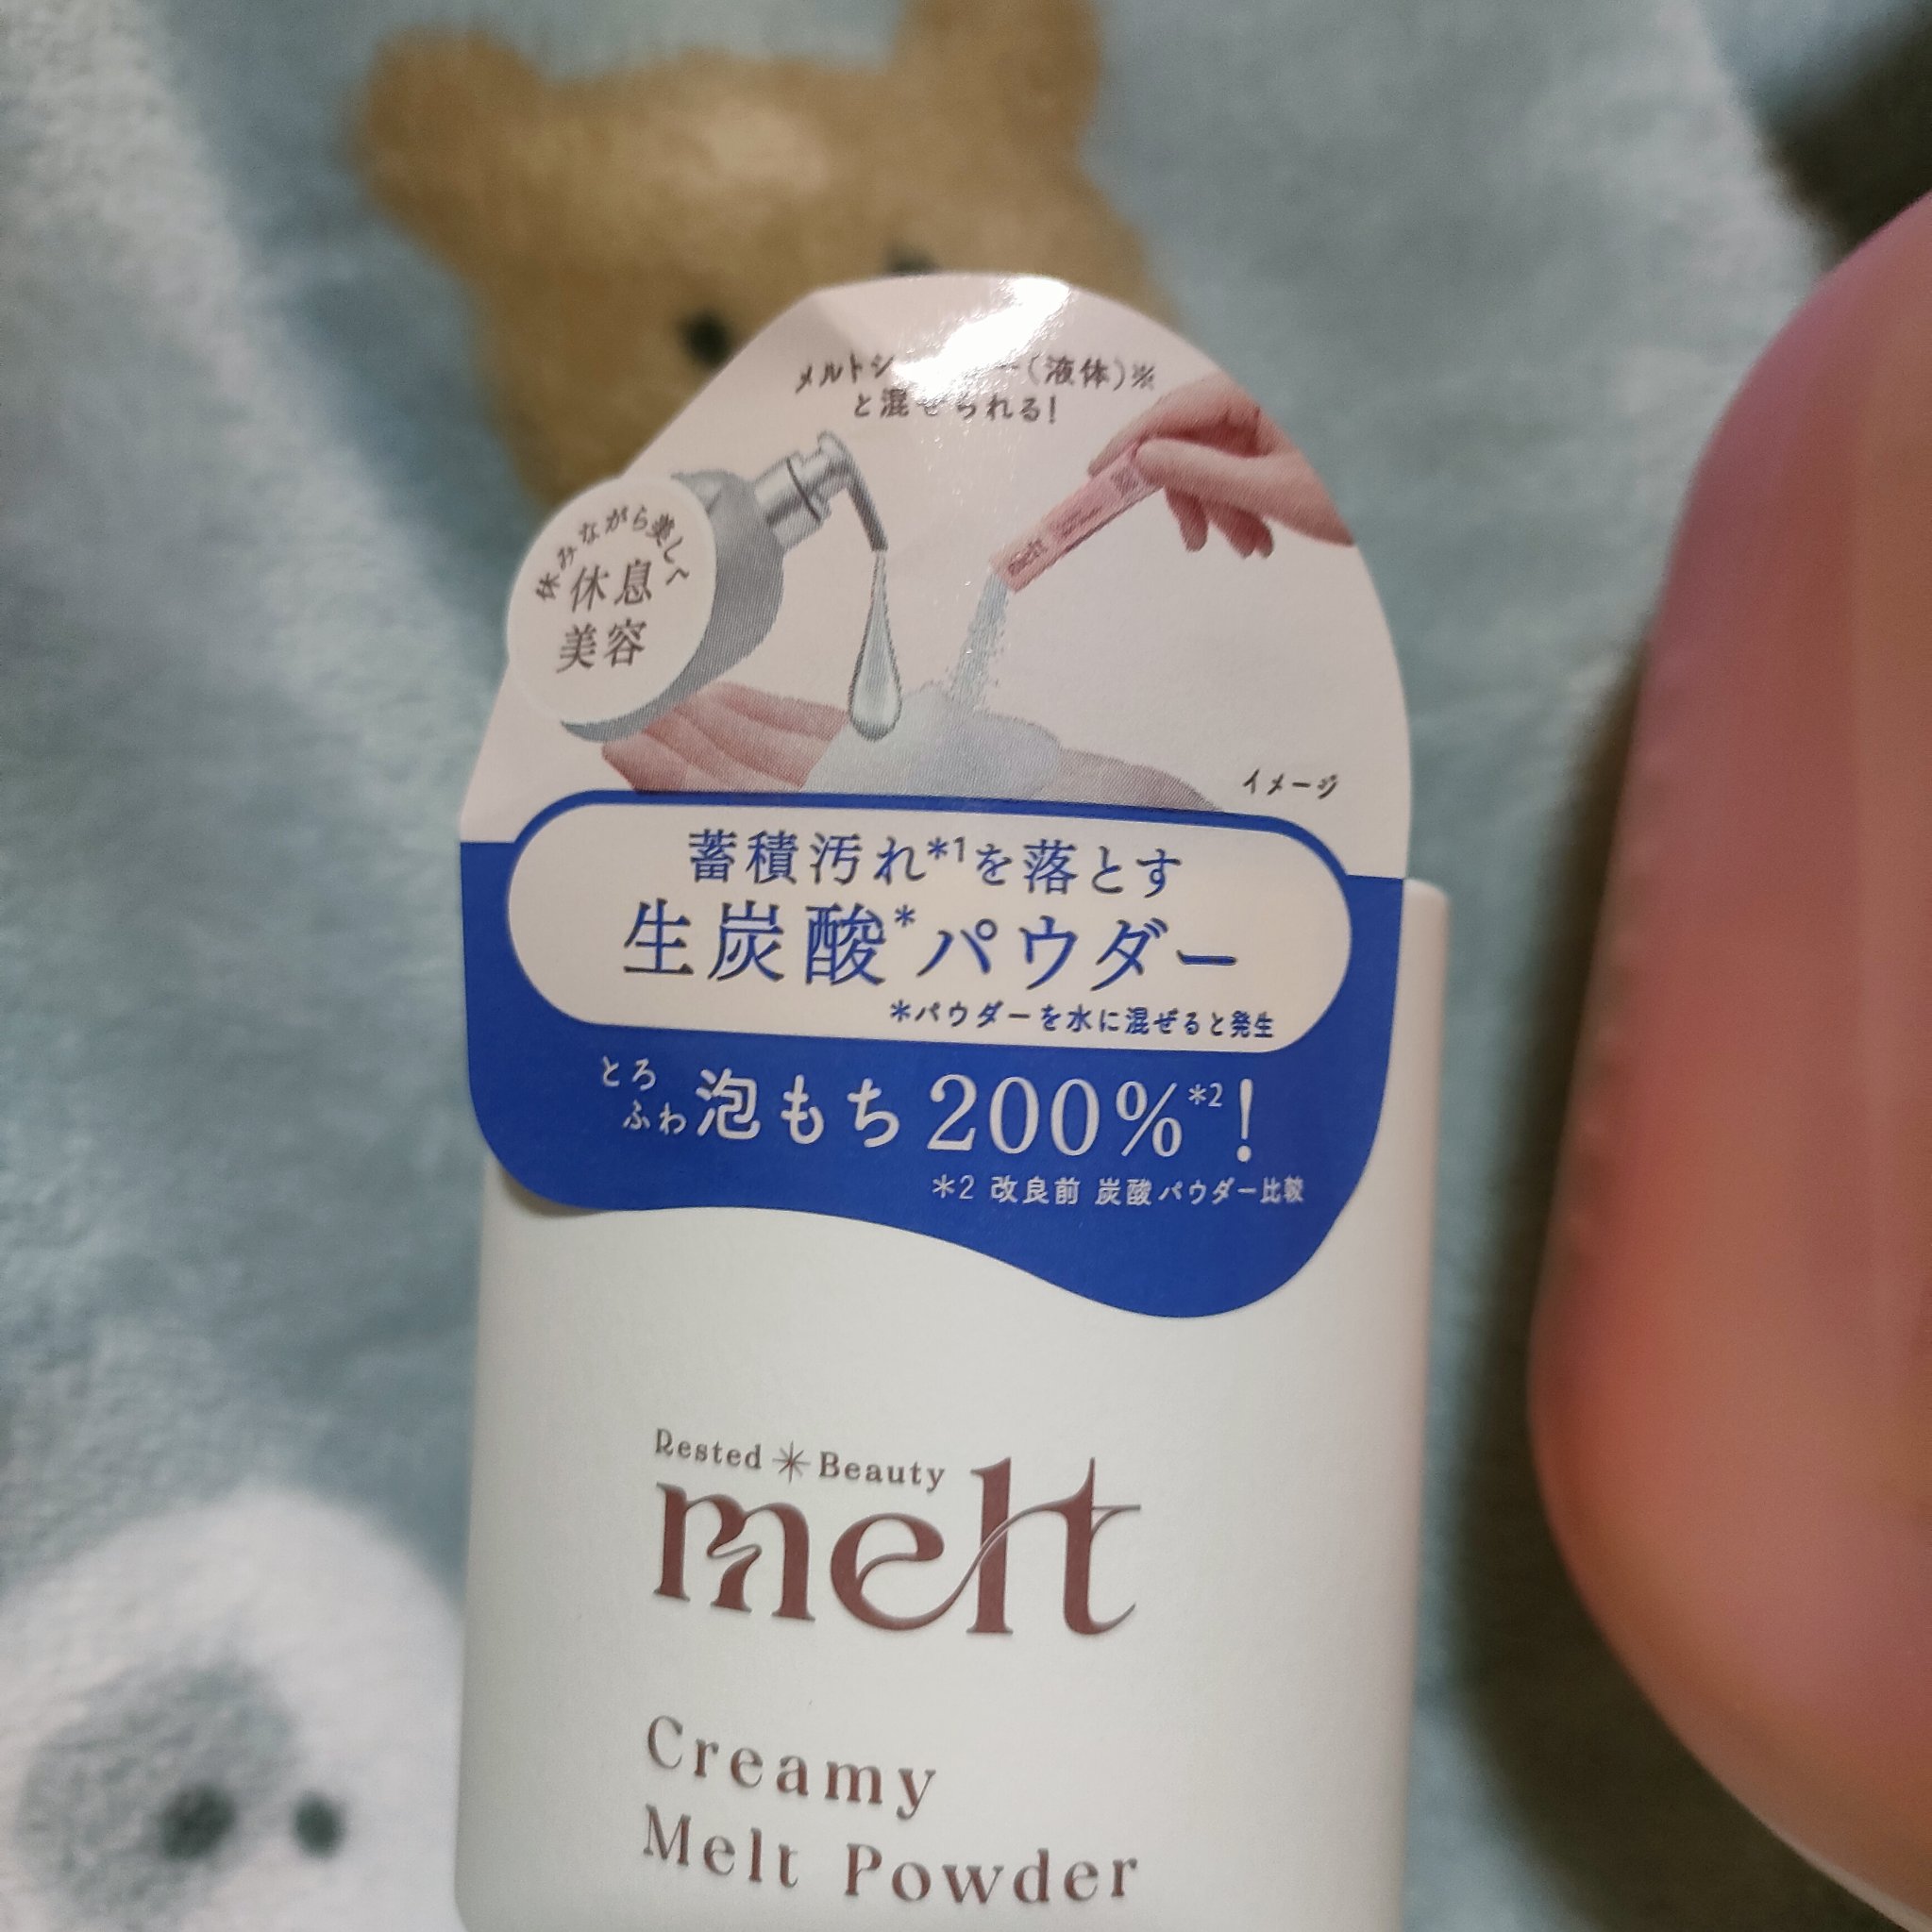 メルトシ ー(液体)※
と混ぜられる!
休みながら美しく
休息
美容
イメージ
蓄積汚れ*1を落とす
生炭酸*パウダー
*パウダーを水に混ぜると発生
とろ
ふわ
泡もち200%*2!
*2 改良前 炭酸パウダー比較
Rested Beauty
melt
Creamy
Melt Powder